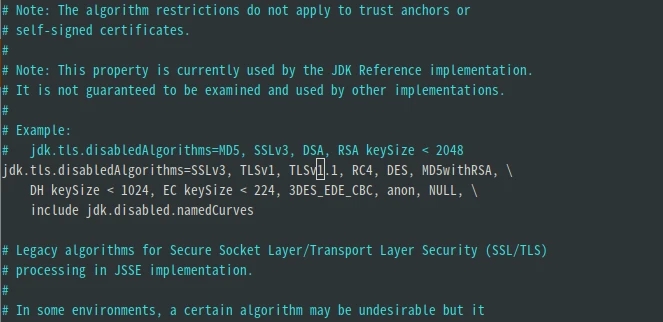 # Note: The algorithm restrictions do not apply to trust anchors or
# self-signed certificates.
#
# Note: This property is currently used by the JDK Reference implementation.
# It is not guaranteed to be examined and used by other implementations.
#
# Example:
#   jdk.tls.disabledAlgorithms=MD5, SSLv3, DSA, RSA keySize < 2048
jdk.tls.disabledAlgorithms=SSLv3, TLSv1, TLSv1.1, RC4, DES, MD5withRSA, \
    DH keySize < 1024, EC keySize < 224, 3DES_EDE_CBC, anon, NULL, \
    include jdk.disabled.namedCurves
# Legacy algorithms for Secure Socket Layer/Transport Layer Security (SSL/TLS)
# processing in JSSE implementation.
#
# In some environments, a certain algorithm may be undesirable but it